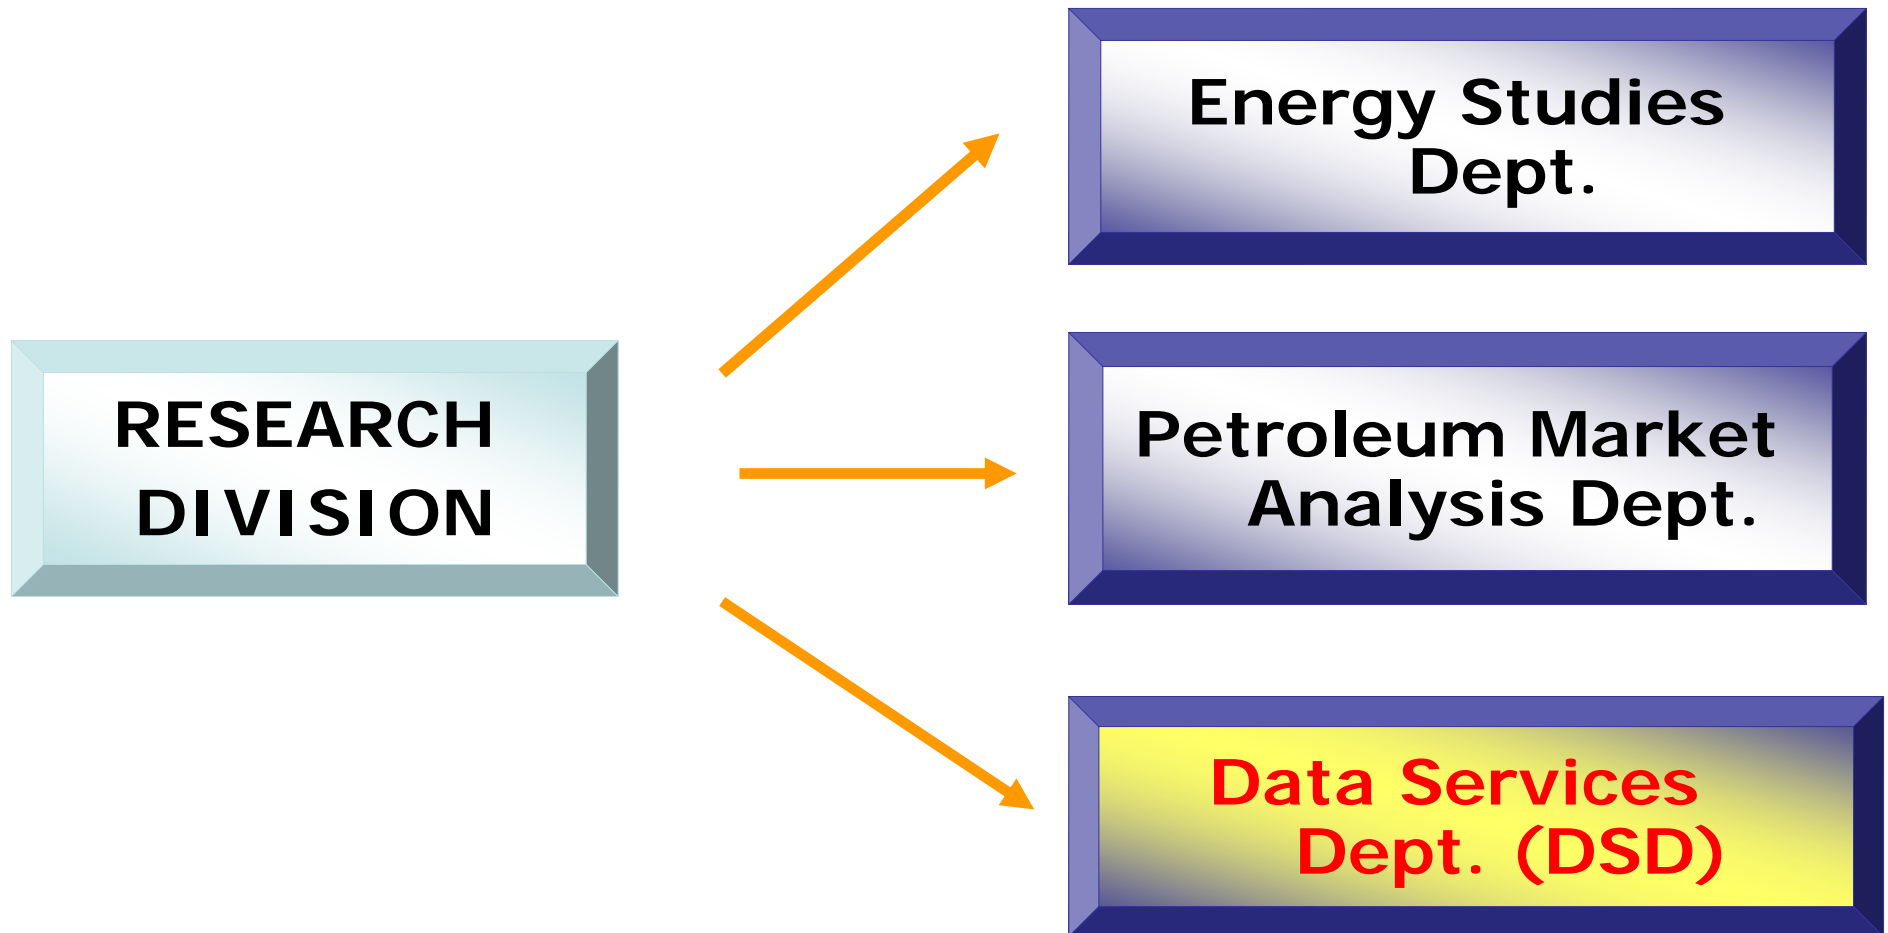 RESEARCH
DIVISION
Energy Studies
Dept.
Petroleum Market
Analysis Dept.
Data Services
Dept. (DSD)